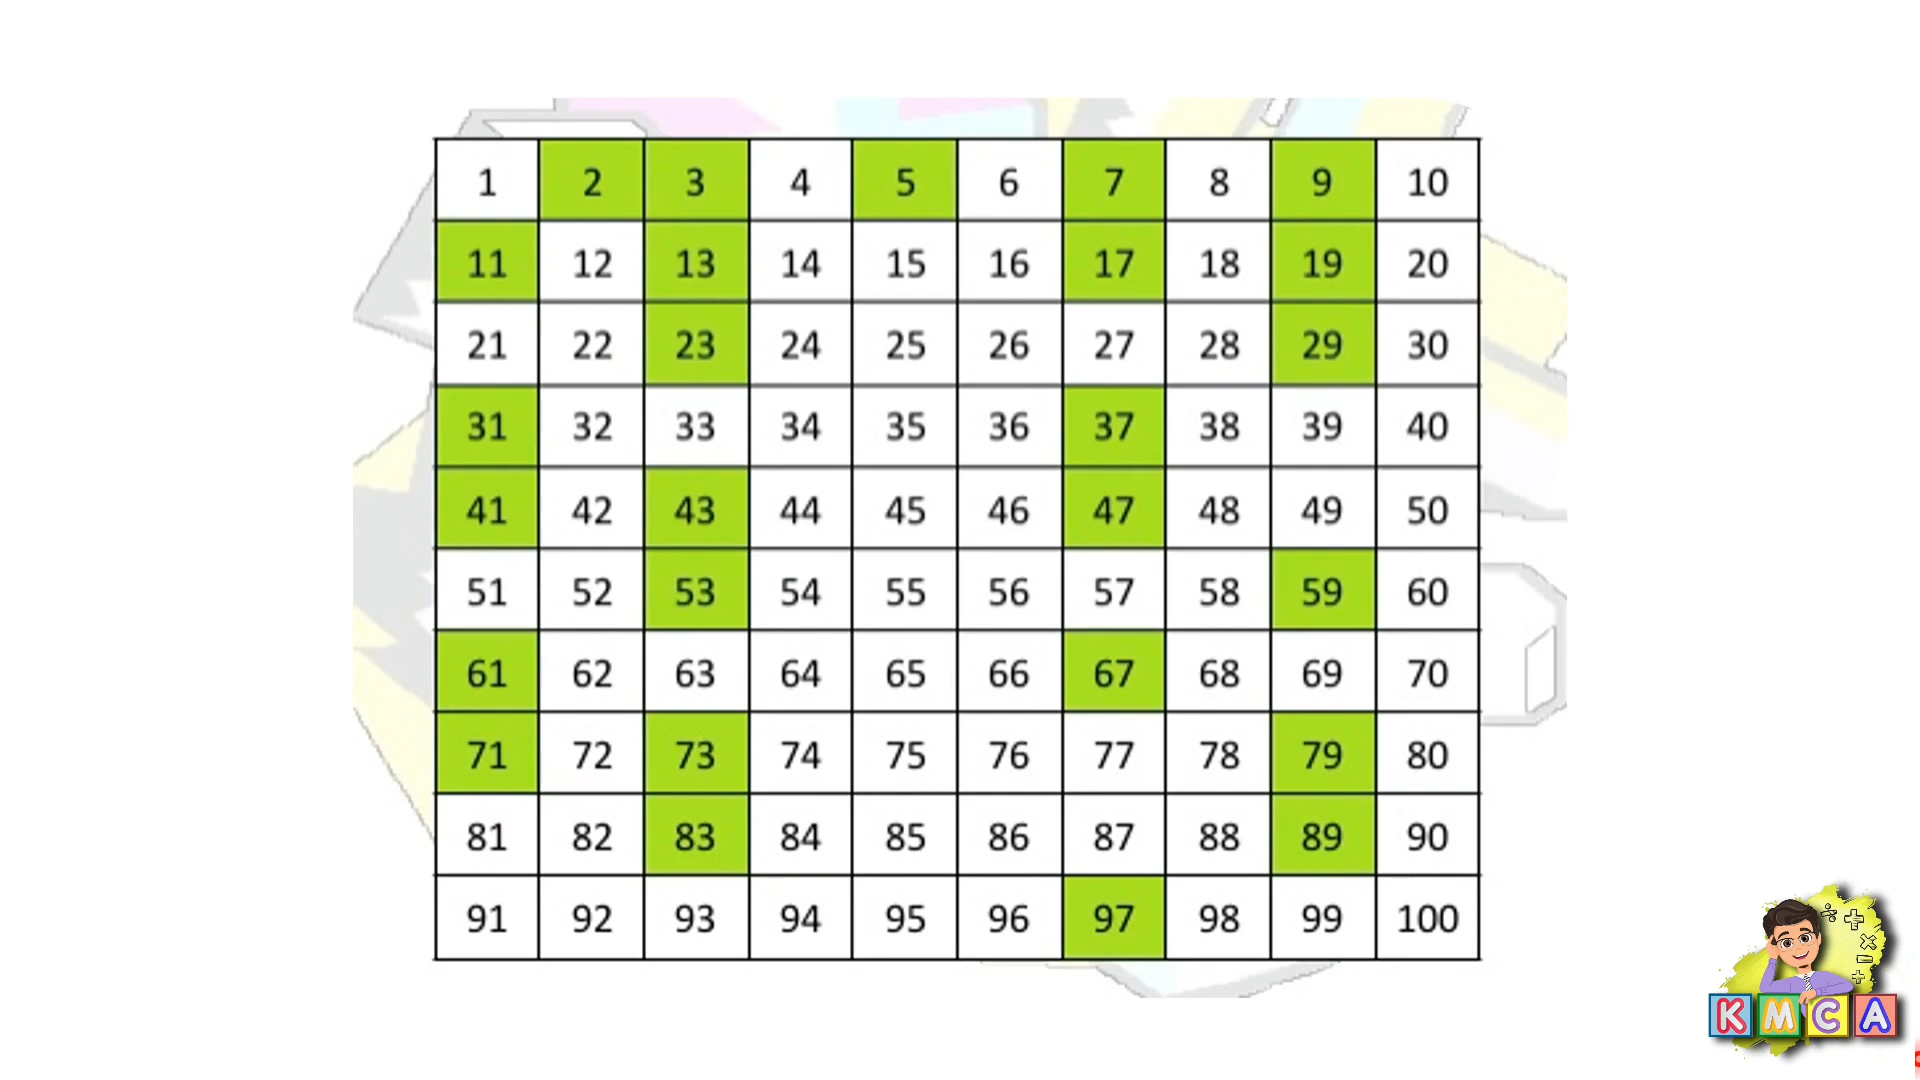 1 2 3 4 5 6 7 8 9 10
11 12 13 14 15 16 17 18 19 20
21 22 23 24 25 26 27 28 29 30
31 32 33 34 35 36 37 38 39 40
41 42 43 44 45 46 47 48 49 50
51 52 53 54 55 56 57 58 59 60
61 62 63 64 65 66 67 68 69 70
71 72 73 74 75 76 77 78 79 80
81 82 83 84 85 86 87 88 89 90
91 92 93 94 95 96 97 98 99 100
KMCA